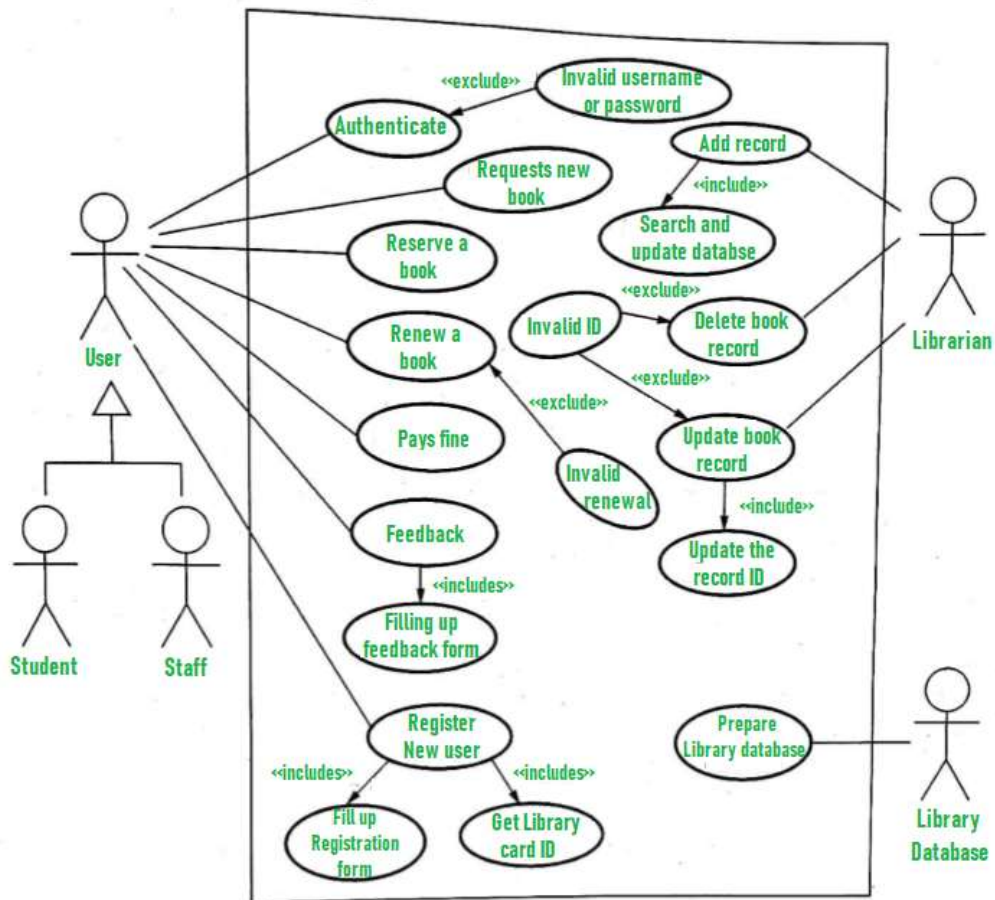 <<exclude>>
Invalid username
or password
Authenticate
Add record
Requests new
book
<<include>>
Search and
update databse
Reserve a
book
<<exclude>>
Invalid ID
Delete book
record
Librarian
User
Renew a
book
<<exclude>>
<<exclude>>
Pays fine
Update book
record
Invalid
renewal
<<include>>
Feedback
Update the
record ID
<<includes>>
Filling up
feedback form
Student
Staff
Register
New user
Prepare
Library database
<<includes>>
<<includes>>
Fill up
Registration
form
Get Library
card ID
Library
Database